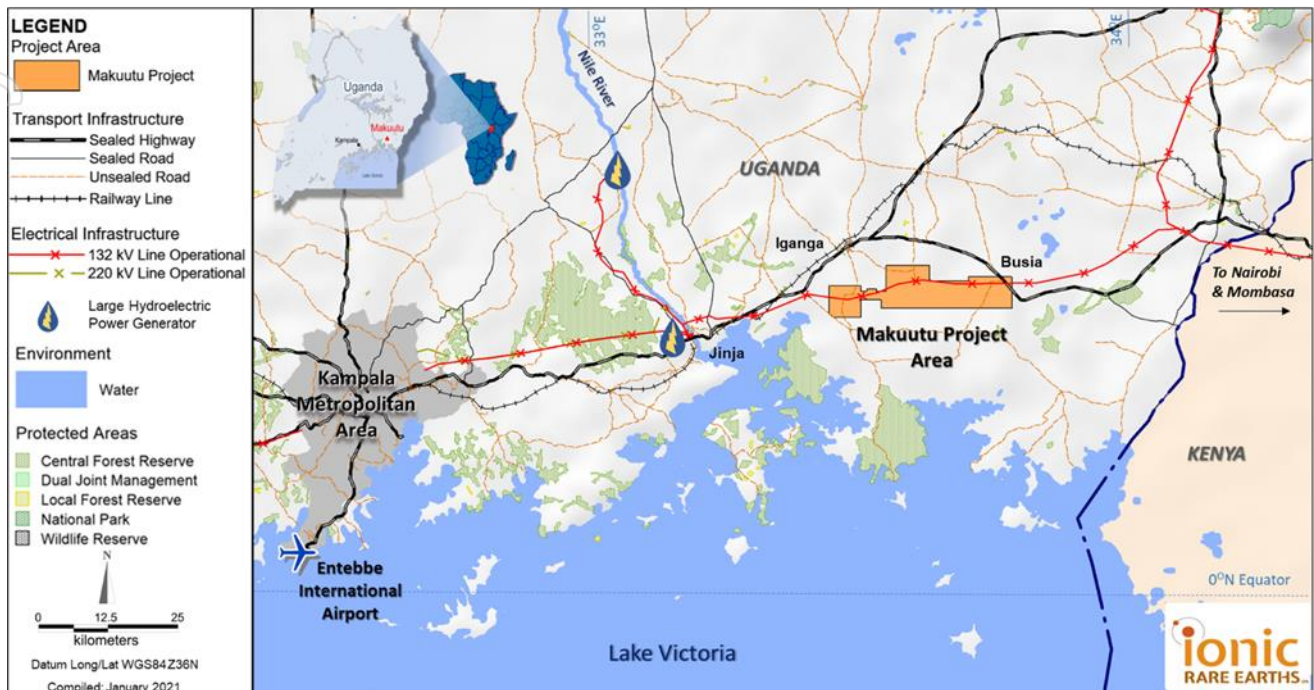 LEGEND
Project Area
Makuutu Project
Transport Infrastructure
Sealed Highway
Sealed Road
Unsealed Road
Railway Line
Electrical Infrastructure
132 kV Line Operational
220 kV Line Operational
Large Hydroelectric
Power Generator
Environment
Water
Protected Areas
Central Forest Reserve
Dual Joint Management
Local Forest Reserve
National Park
Wildlife Reserve
N
0 12.5 25
kilometers
Datum Long/Lat WGS84 Z36N
Compiled: January 2021
Uganda
Makuutu
Kampala
33°E
34°E
Nile River
UGANDA
Iganga
Busia
To Nairobi
& Mombasa
Makuutu Project
Area
Jinja
Kampala
Metropolitan
Area
KENYA
Entebbe
International
Airport
0°N Equator
Lake Victoria
ionic
RARE EARTHS